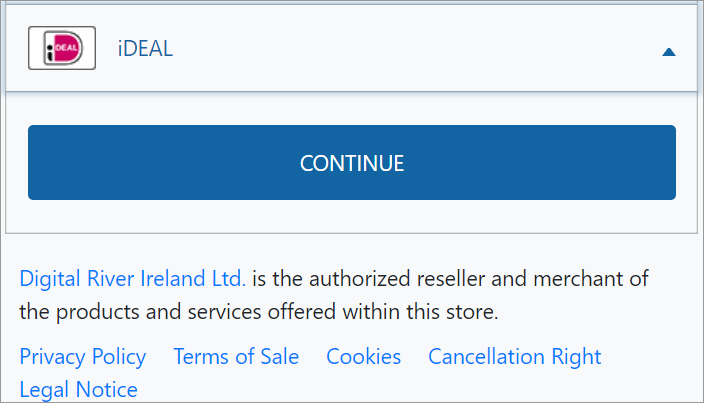 iDEAL iDEAL
CONTINUE
Digital River Ireland Ltd. is the authorized reseller and merchant of
the products and services offered within this store.
Privacy Policy Terms of Sale Cookies Cancellation Right
Legal Notice